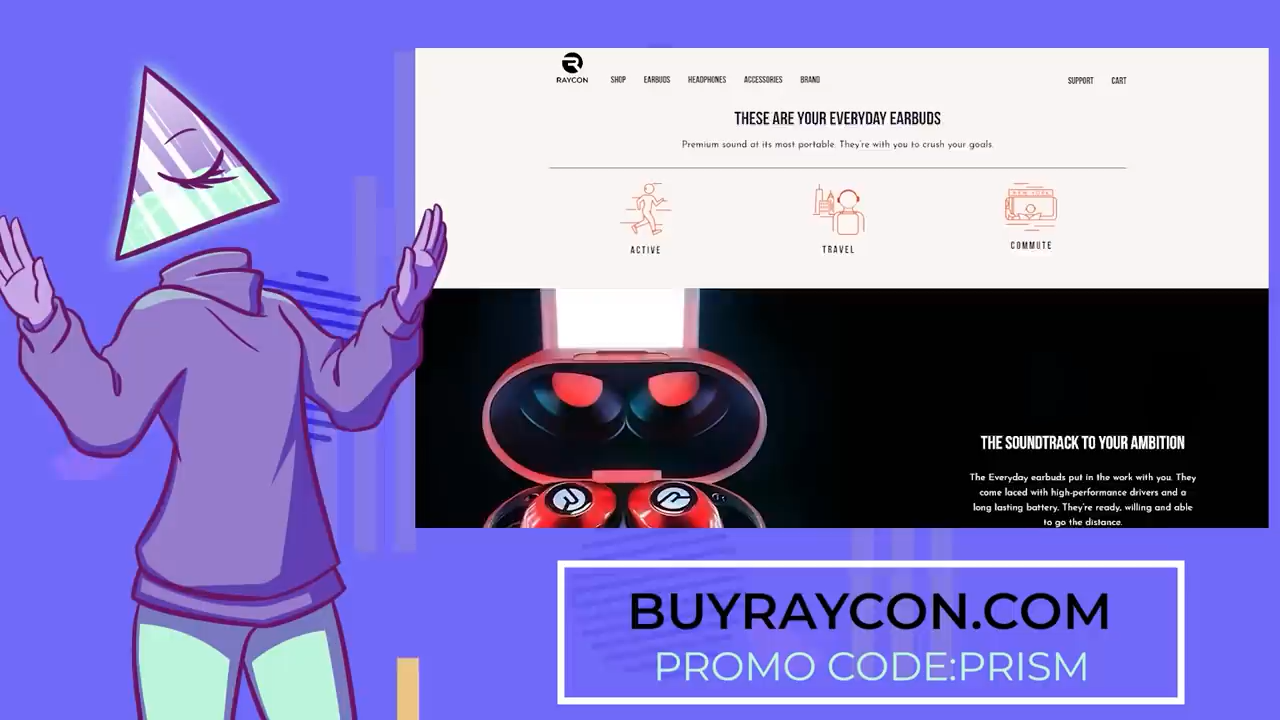 RAYCON
SHOP EARBUDS HEADPHONES ACCESSORIES BRAND SUPPORT CART
THESE ARE YOUR EVERYDAY EARBUDS
Premium sound at its most portable. They're with you to crush your goals.
NEW YORK
ACTIVE TRAVEL COMMUTE
THE SOUNDTRACK TO YOUR AMBITION
The Everyday earbuds put in the work with you. They
come laced with high-performance drivers and a
long lasting battery. They're ready, willing and able
to go the distance.
BUYRAYCON.COM
PROMO CODE:PRISM